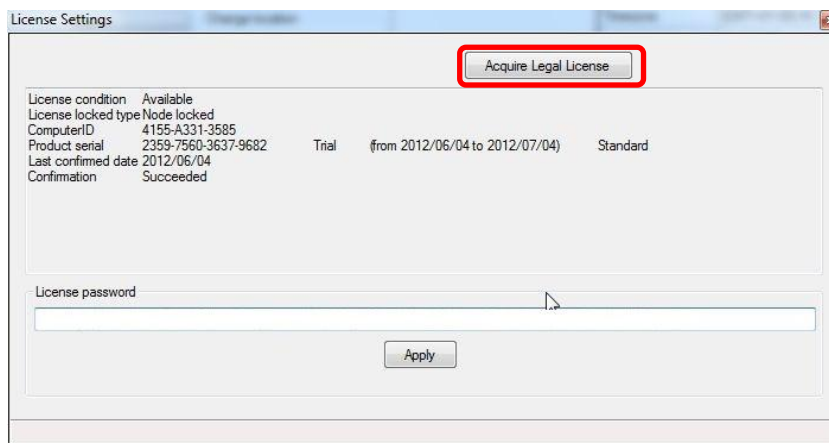 License Settings
Acquire Legal License
License condition Available
License locked type Node locked
ComputerID 4155-A331-3585
Product serial 2359-7560-3637-9682 Trial (from 2012/06/04 to 2012/07/04) Standard
Last confirmed date 2012/06/04
Confirmation Succeeded
License password
Apply